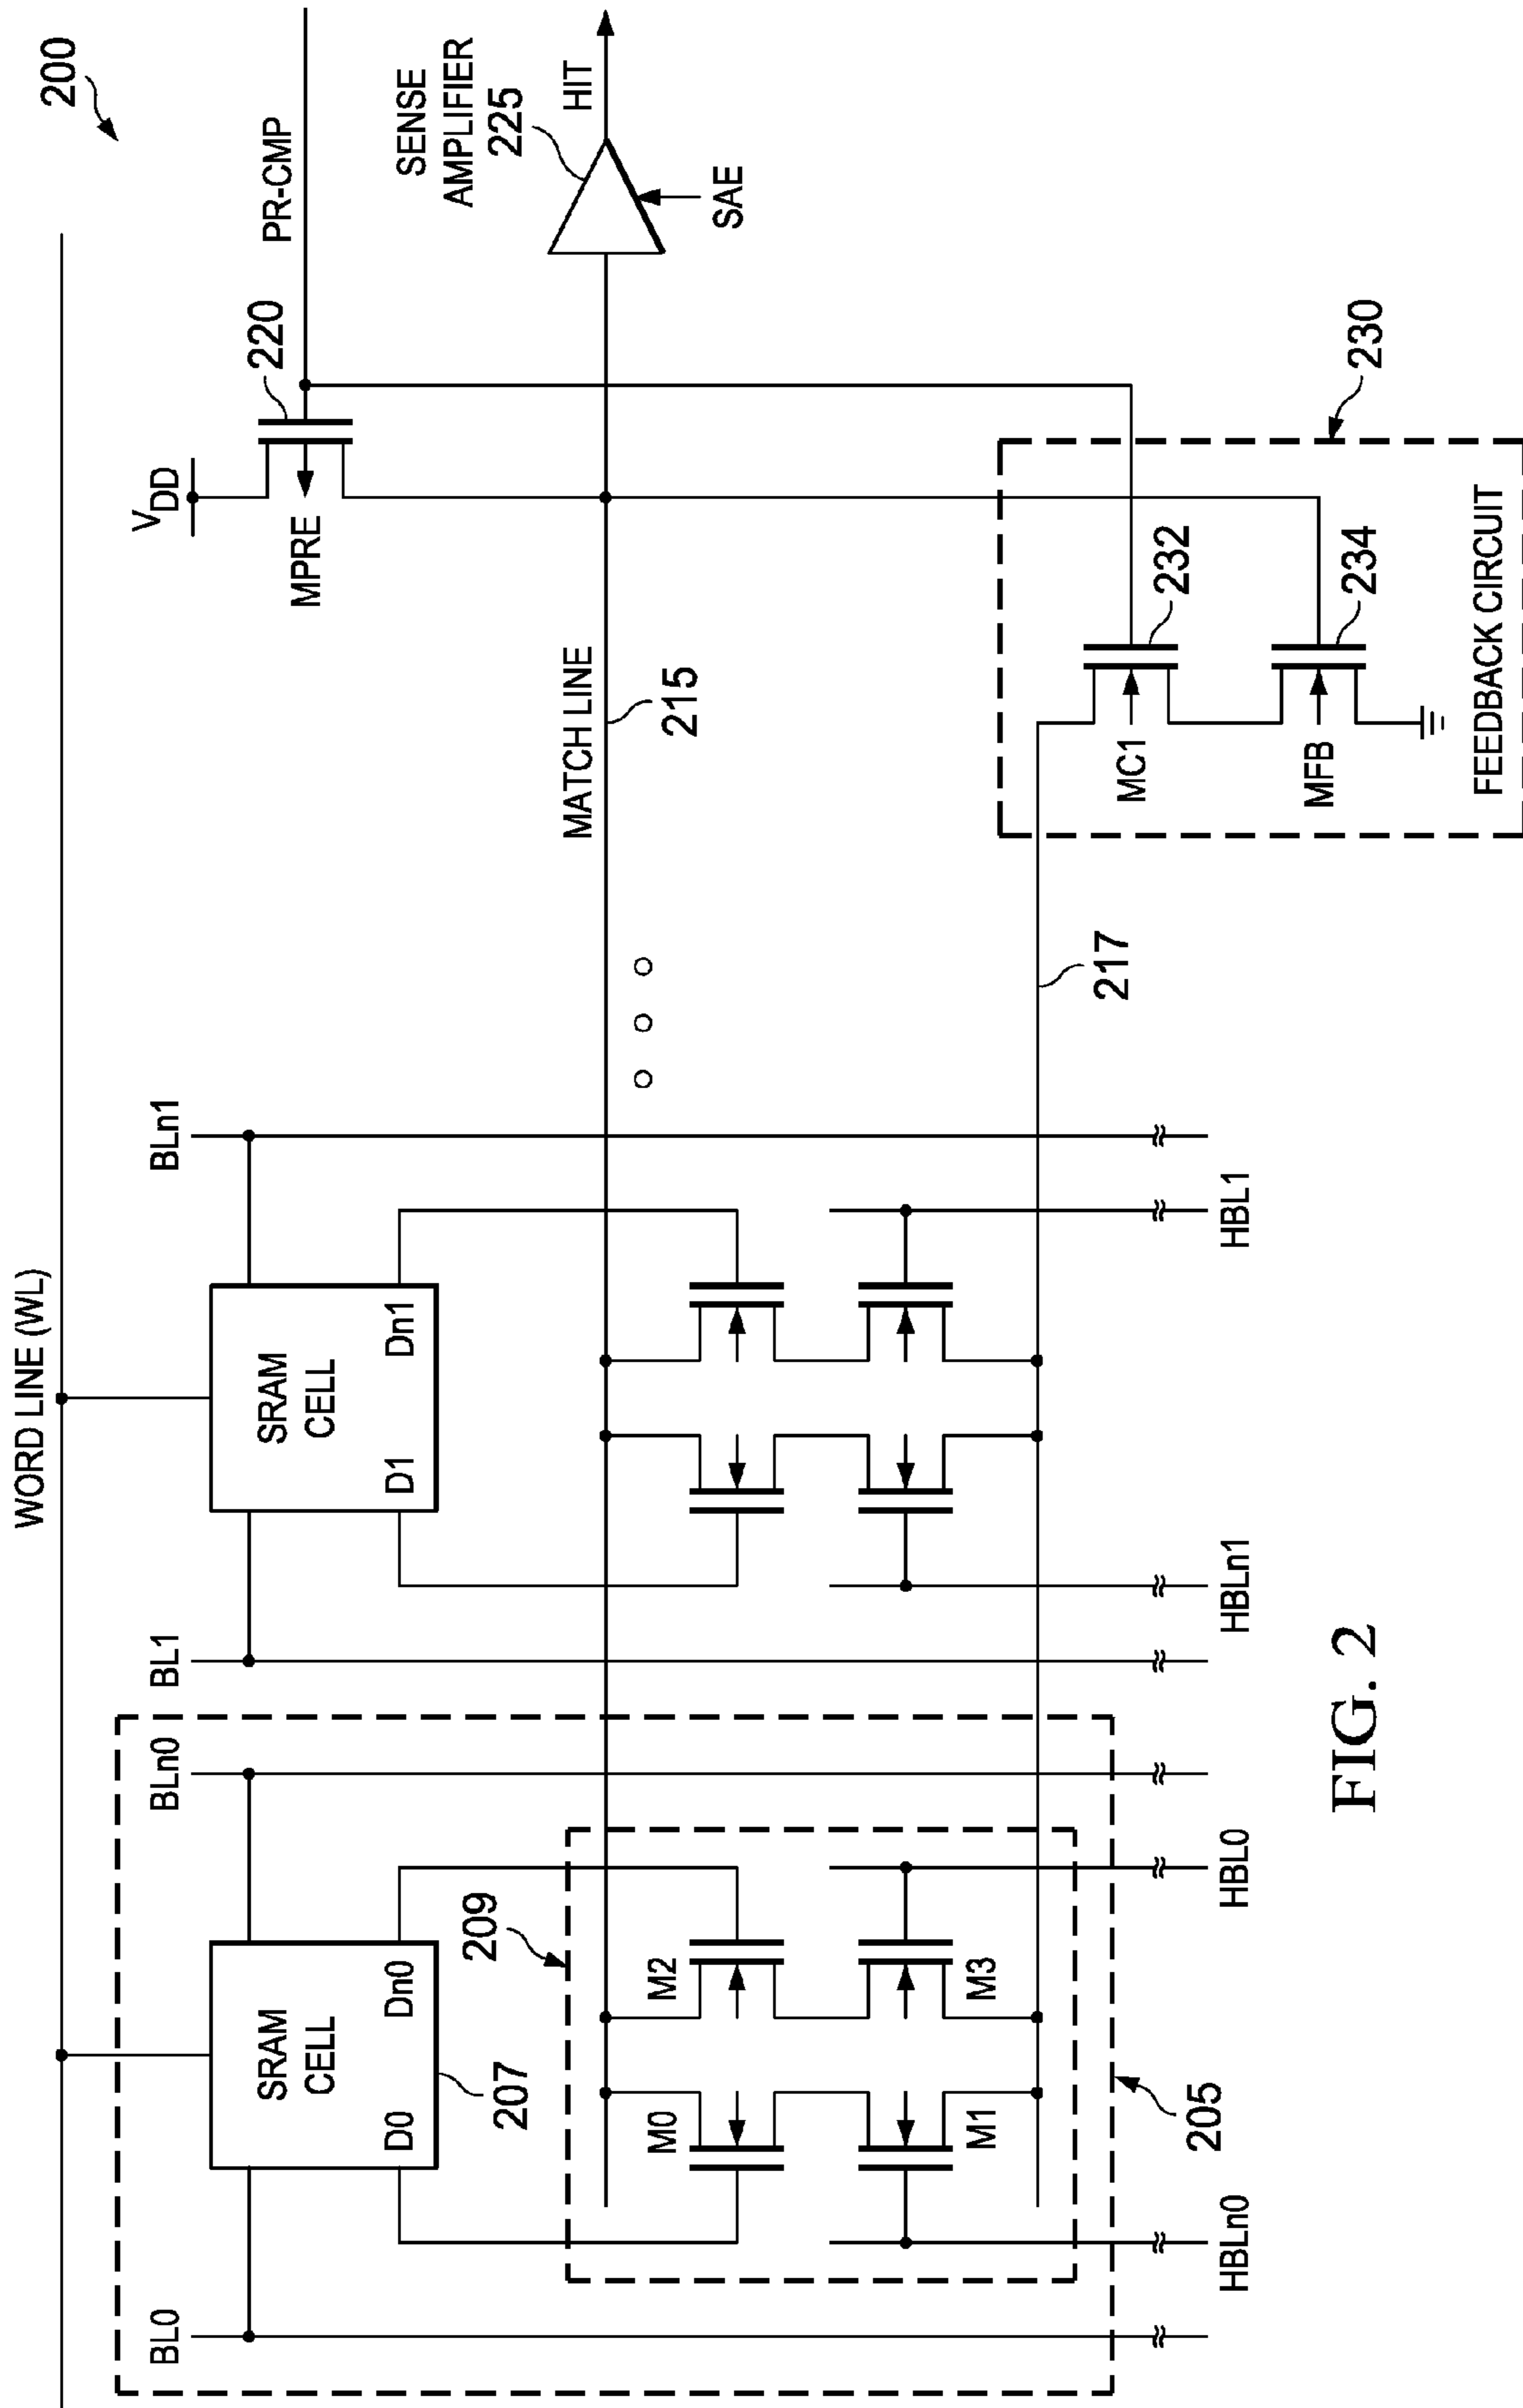 200
WORD LINE (WL)
PR-CMP
VDD
220
MPRE
SENSE
AMPLIFIER
225
HIT
SAE
BL0
BLn0
BL1
BLn1
SRAM
CELL
D0
Dn0
207
SRAM
CELL
D1
Dn1
209
MATCH LINE
215
M0
M2
M1
M3
217
MC1
232
230
MFB
234
205
HBLn0
HBL0
HBLn1
HBL1
FEEDBACK CIRCUIT
FIG. 2